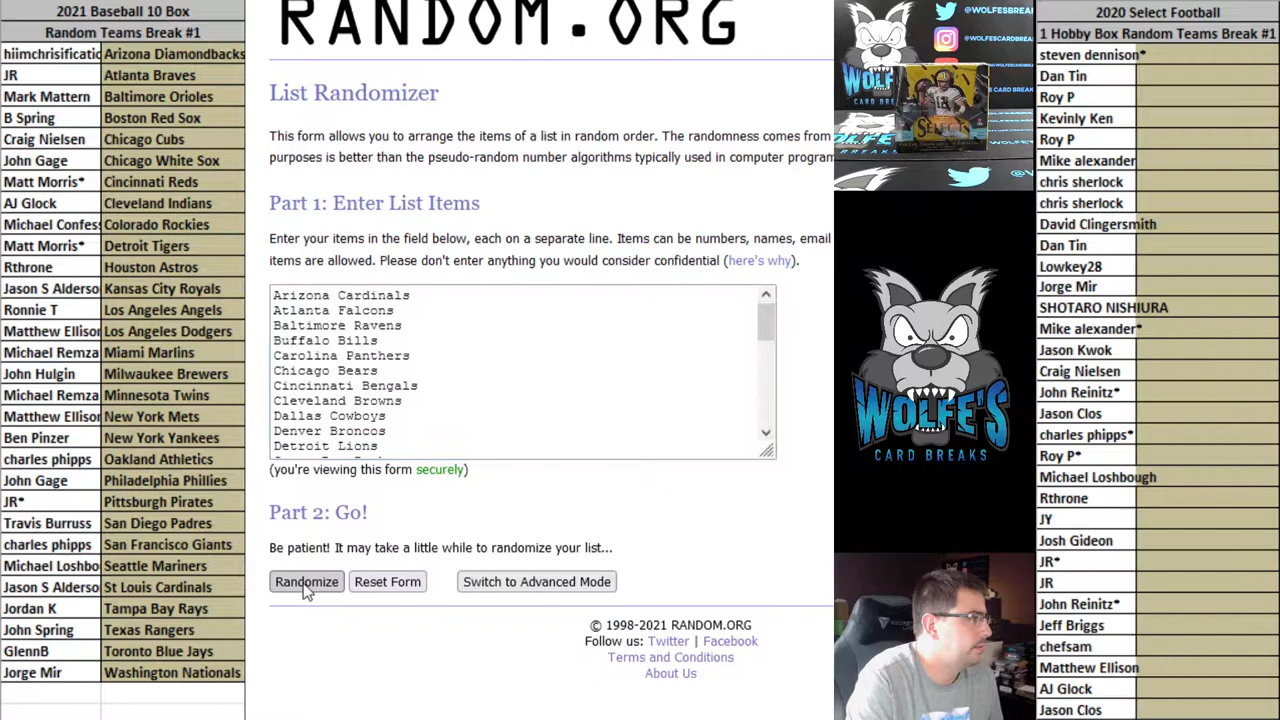 2021 Baseball 10 Box
Random Teams Break #1
hiimchrisificatic Arizona Diamondbacks
JR Atlanta Braves
Mark Mattern Baltimore Orioles
B Spring Boston Red Sox
Craig Nielsen Chicago Cubs
John Gage Chicago White Sox
Matt Morris* Cincinnati Reds
AJ Glock Cleveland Indians
Michael Confess Colorado Rockies
Matt Morris* Detroit Tigers
Rthrone Houston Astros
Jason S Alderso Kansas City Royals
Ronnie T Los Angeles Angels
Matthew Ellison Los Angeles Dodgers
Michael Remza Miami Marlins
John Hulgin Milwaukee Brewers
Michael Remza Minnesota Twins
Matthew Ellison New York Mets
Ben Pinzer New York Yankees
charles phipps Oakland Athletics
John Gage Philadelphia Phillies
JR* Pittsburgh Pirates
Travis Burruss San Diego Padres
charles phipps San Francisco Giants
Michael Loshbo Seattle Mariners
Jason S Alderso St Louis Cardinals
Jordan K Tampa Bay Rays
John Spring Texas Rangers
GlennB Toronto Blue Jays
Jorge Mir Washington Nationals
RANDOM.ORG
List Randomizer
This form allows you to arrange the items of a list in random order. The randomness comes from
purposes is better than the pseudo-random number algorithms typically used in computer program
Part 1: Enter List Items
Enter your items in the field below, each on a separate line. Items can be numbers, names, email
items are allowed. Please don't enter anything you would consider confidential (here's why).
Arizona Cardinals
Atlanta Falcons
Baltimore Ravens
Buffalo Bills
Carolina Panthers
Chicago Bears
Cincinnati Bengals
Cleveland Browns
Dallas Cowboys
Denver Broncos
Detroit Lions
(you're viewing this form securely)
Part 2: Go!
Be patient! It may take a little while to randomize your list...
Randomize Reset Form Switch to Advanced Mode
© 1998-2021 RANDOM.ORG
Follow us: Twitter | Facebook
Terms and Conditions
About Us
@WOLFES
@WOLFESCARDBREA
CARD BREAKS
SELECT
WOLFE'S
CARD BREAKS
2020 Select Football
1 Hobby Box Random Teams Break #1
steven dennison*
Dan Tin
Roy P
Kevinly Ken
Roy P
Mike alexander
chris sherlock
chris sherlock
David Clingersmith
Dan Tin
Lowkey28
Jorge Mir
SHOTARO NISHIURA
Mike alexander*
Jason Kwok
Craig Nielsen
John Reinitz*
Jason Clos
charles phipps*
Roy P*
Michael Loshbough
Rthrone
JY
Josh Gideon
JR*
JR
John Reinitz*
Jeff Briggs
chefsam
Matthew Ellison
AJ Glock
Jason Clos